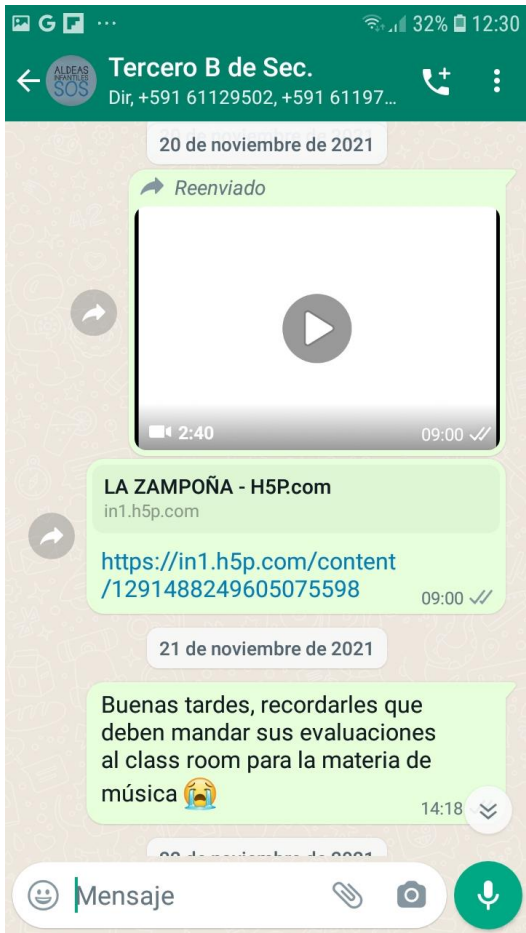 G 32% 12:30
ALDEAS
INFANTILES
SOS
Tercero B de Sec.
Dir, +591 61129502, +591 61197...
20 de noviembre de 2021
Reenviado
2:40 09:00
LA ZAMPOÑA - H5P.com
in1.h5p.com
https://in1.h5p.com/content
/1291488249605075598 09:00
21 de noviembre de 2021
Buenas tardes, recordarles que
deben mandar sus evaluaciones
al class room para la materia de
música 😭
14:18
Mensaje